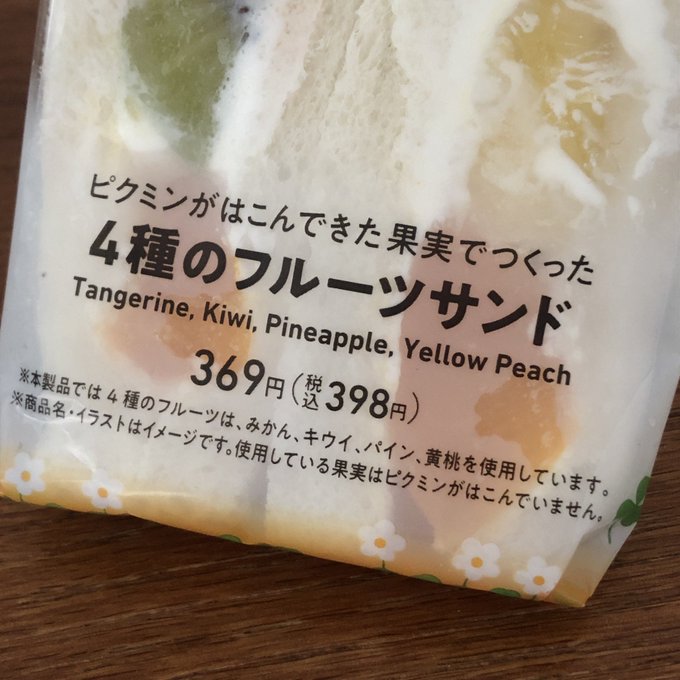 ピクミンがはこんできた果実でつくった
4種のフルーツサンド
Tangerine, Kiwi, Pineapple, Yellow Peach
369円(税込398円)
※本製品では4種のフルーツは、みかん、キウイ、パイン、黄桃を使用しています。
※商品名・イラストはイメージです。使用している果実はピクミンがはこんでいません。